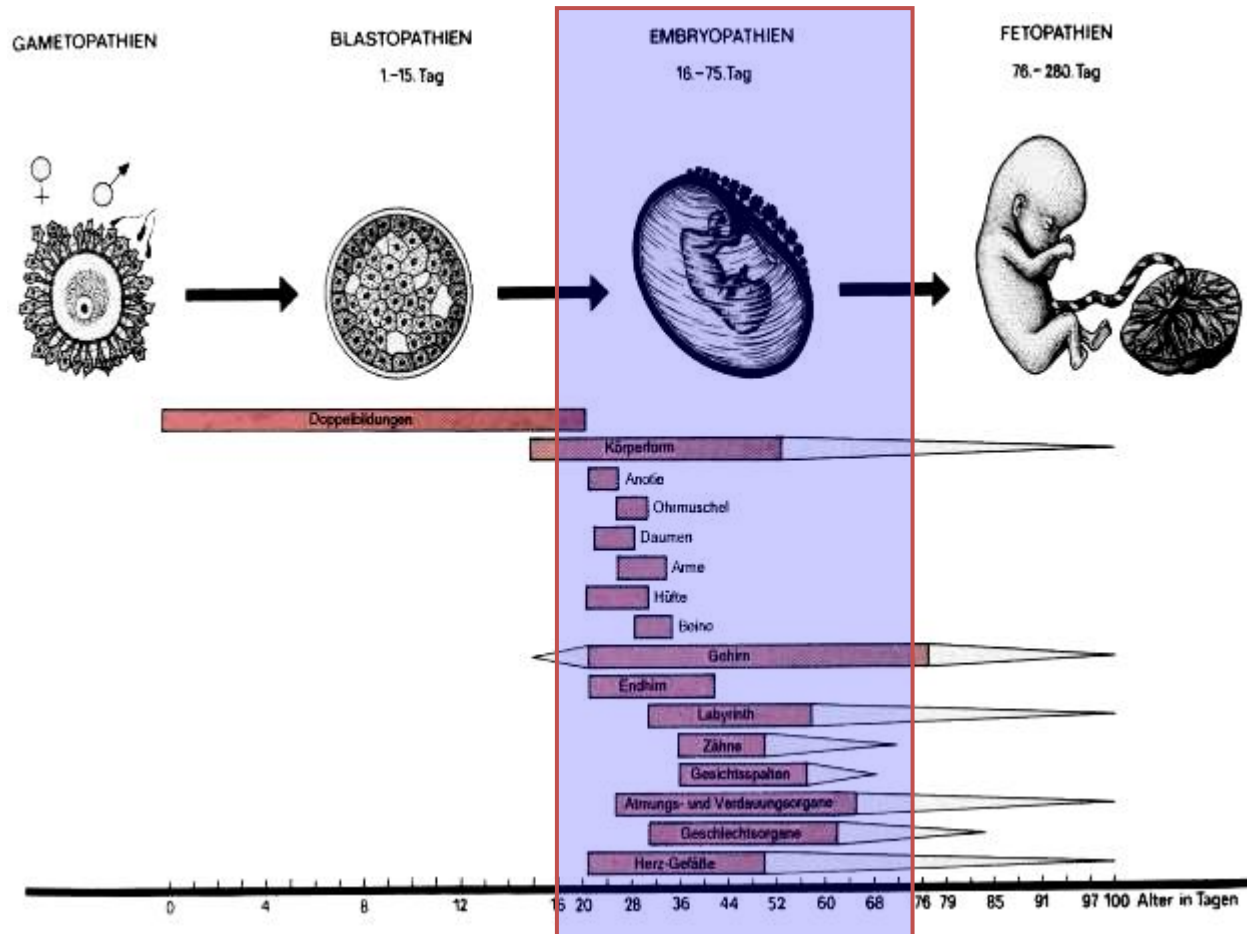 GAMETOPATHIEN
BLASTOPATHIEN
1.-15. Tag
EMBRYOPATHIEN
16.-75. Tag
FETOPATHIEN
76.-280. Tag
Doppelbildungen
Körperform
Anotie
Ohrmuschel
Daumen
Arme
Hüfte
Beine
Gehirn
Endhirn
Labyrinth
Zähne
Gesichtsspalten
Atmungs- und Verdauungsorgane
Geschlechtsorgane
Herz-Gefäße
0 4 8 12 16 20 28 36 44 52 60 68 76 79 85 91 97 100 Alter in Tagen